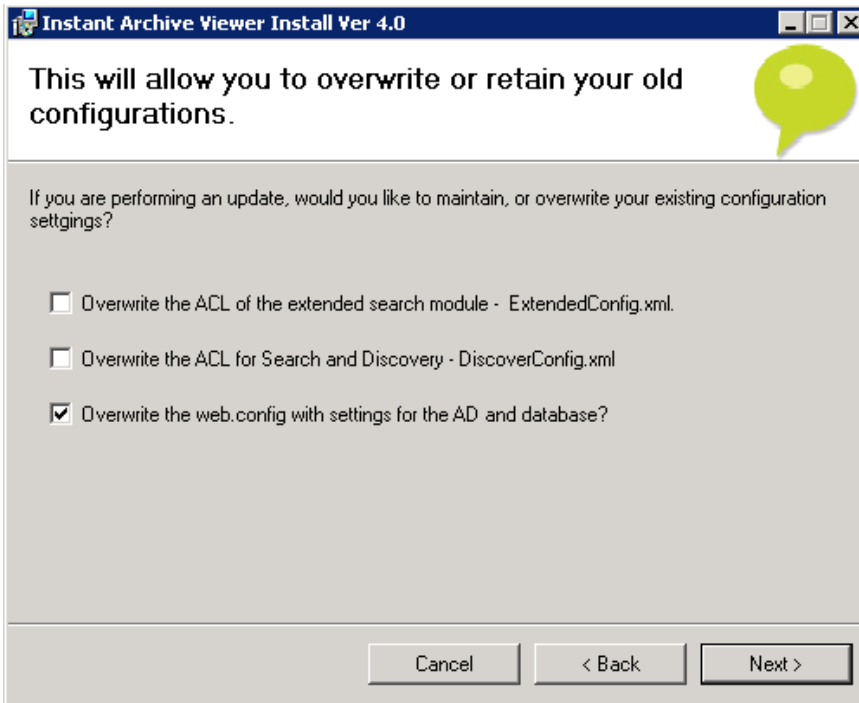 Instant Archive Viewer Install Ver 4.0
This will allow you to overwrite or retain your old
configurations.
If you are performing an update, would you like to maintain, or overwrite your existing configuration
settgings?
Overwrite the ACL of the extended search module -  ExtendedConfig.xml.
Overwrite the ACL for Search and Discovery - DiscoverConfig.xml
Overwrite the web.config with settings for the AD and database?
Cancel
< Back
Next >